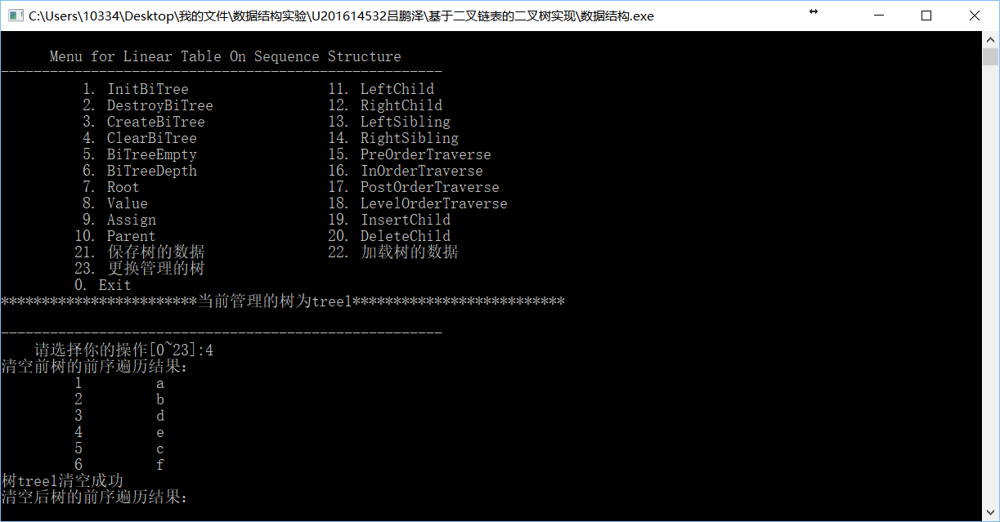 C:\Users\10334\Desktop\我的文件\数据结构实验\U201614532吕鹏泽\基于二叉链表的二叉树实现\数据结构.exe
Menu for Linear Table On Sequence Structure
------------------------------------------------------
1. InitBiTree 11. LeftChild
2. DestroyBiTree 12. RightChild
3. CreateBiTree 13. LeftSibling
4. ClearBiTree 14. RightSibling
5. BiTreeEmpty 15. PreOrderTraverse
6. BiTreeDepth 16. InOrderTraverse
7. Root 17. PostOrderTraverse
8. Value 18. LevelOrderTraverse
9. Assign 19. InsertChild
10. Parent 20. DeleteChild
21. 保存树的数据 22. 加载树的数据
23. 更换管理的树
0. Exit
************************当前管理的树为tree1**************************
------------------------------------------------------
请选择你的操作[0~23]:4
清空前树的前序遍历结果:
1 a
2 b
3 d
4 e
5 c
6 f
树tree1清空成功
清空后树的前序遍历结果: